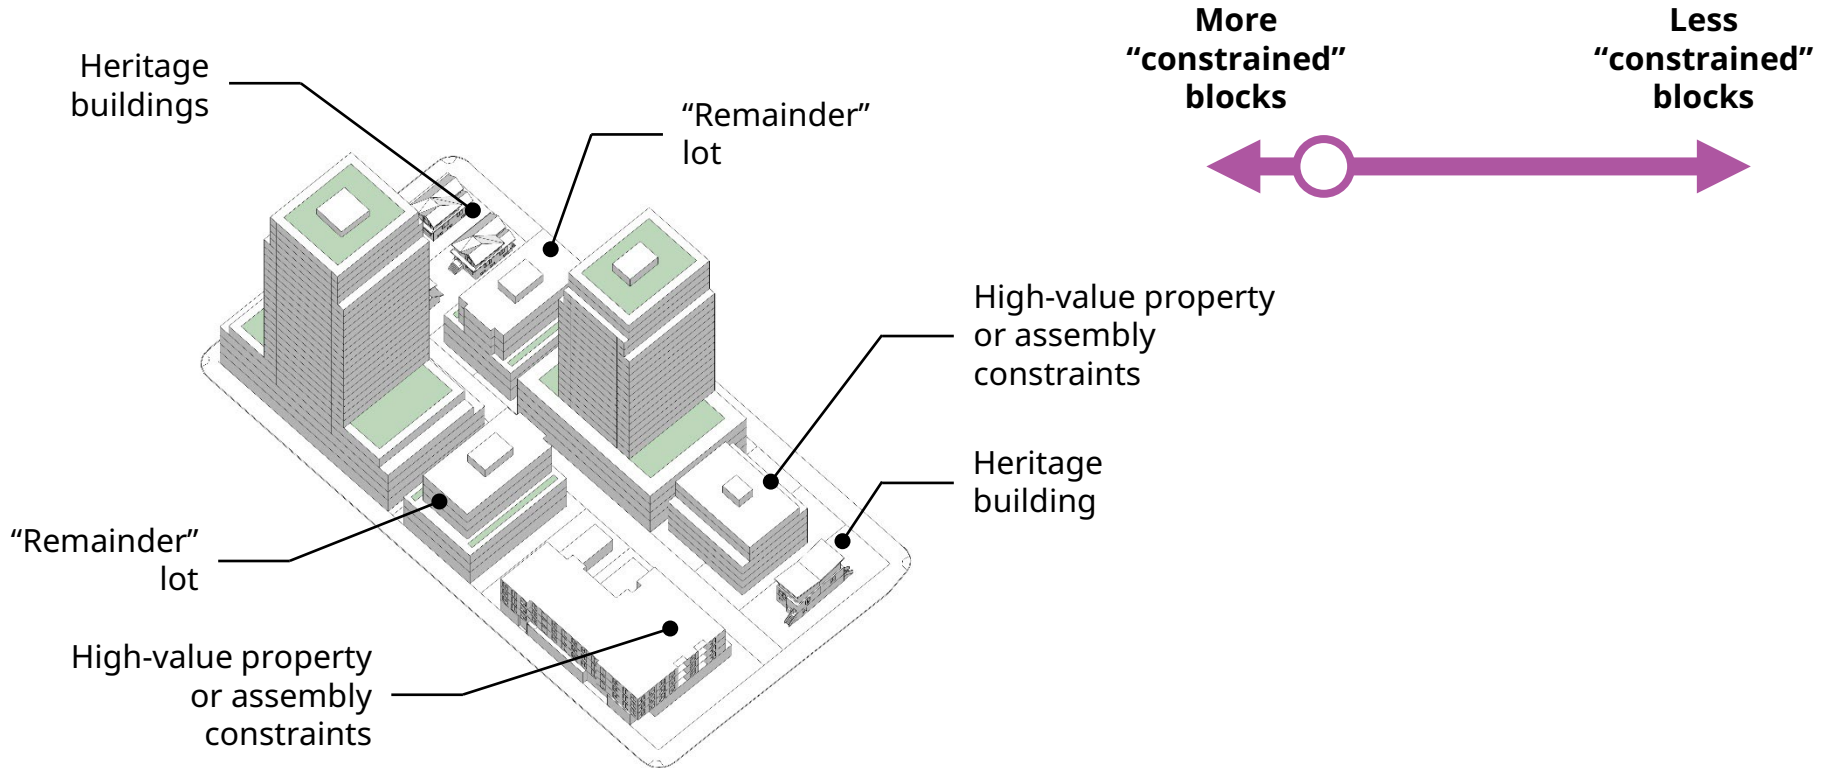 More
“constrained”
blocks
Less
“constrained”
blocks
Heritage
buildings
“Remainder”
lot
High-value property
or assembly
constraints
Heritage
building
“Remainder”
lot
High-value property
or assembly
constraints